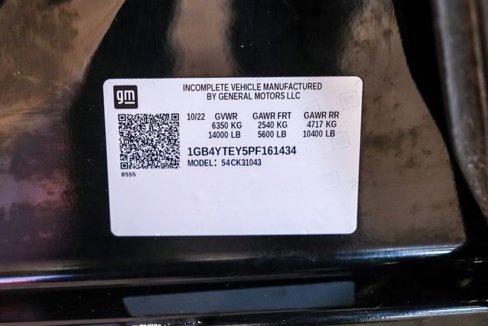 gm
INCOMPLETE VEHICLE MANUFACTURED
BY GENERAL MOTORS LLC
10/22 GVWR GAWR FRT GAWR RR
6350 KG 2540 KG 4717 KG
14000 LB 5600 LB 10400 LB
1GB4YTEY5PF161434
MODEL: 54CK31043
8555